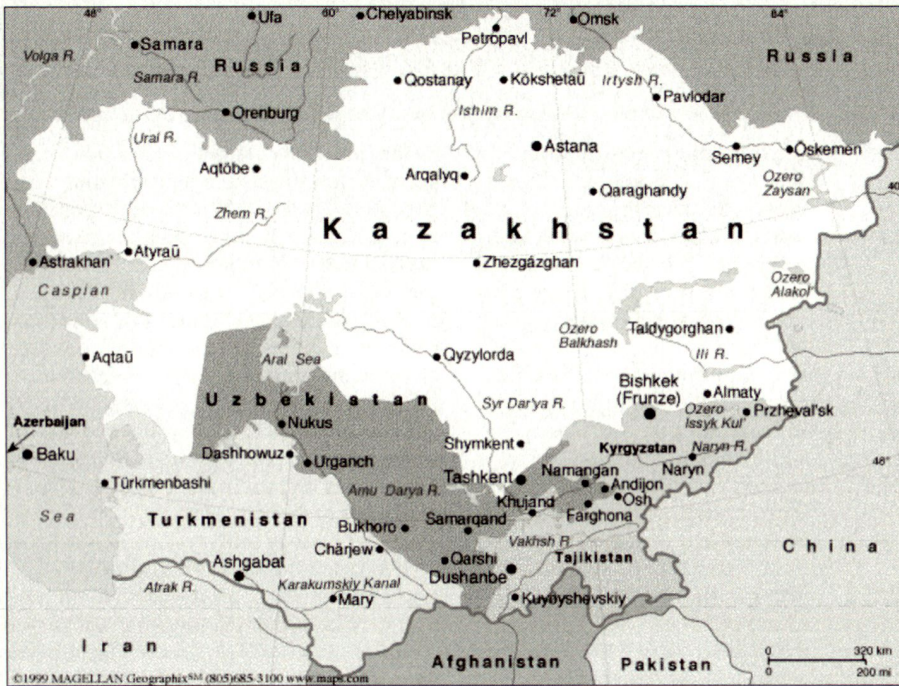 48°
60°
72°
84°
Ufa
Chelyabinsk
Omsk
Petropavl
Samara
Volga R.
Russia
Samara R.
Qostanay
Kökshetaū
Irtysh R.
Russia
Ishim R.
Pavlodar
Orenburg
Ural R.
Astana
Semey
Öskemen
Aqtöbe
Arqalyq
Ozero
Zaysan
Qaraghandy
40
Zhem R.
Kazakhstan
Atyraū
Astrakhan'
Zhezgázghan
Caspian
Ozero
Alakol'
Ozero
Balkhash
Taldygorghan
Aqtaū
Aral Sea
Qyzylorda
Ili R.
Uzbekistan
Syr Dar'ya R.
Bishkek
(Frunze)
Almaty
Ozero
Issyk Kul'
Przheval'sk
Azerbaijan
Nukus
Baku
Dashhowuz
Urganch
Shymkent
Kyrgyzstan
Naryn R.
Naryn
46°
Türkmenbashi
Amu Darya R.
Tashkent
Namangan
Andijon
Osh
Khujand
Farghona
Sea
Turkmenistan
Bukhoro
Samarqand
Vakhsh R.
China
Chärjew
Tajikistan
Ashgabat
Qarshi
Dushanbe
Atrak R.
Karakumskiy Kanal
Mary
Kuybyshevskiy
Iran
Afghanistan
Pakistan
0 320 km
0 200 mi
©1999 MAGELLAN Geographix℠ (805)685-3100 www.maps.com